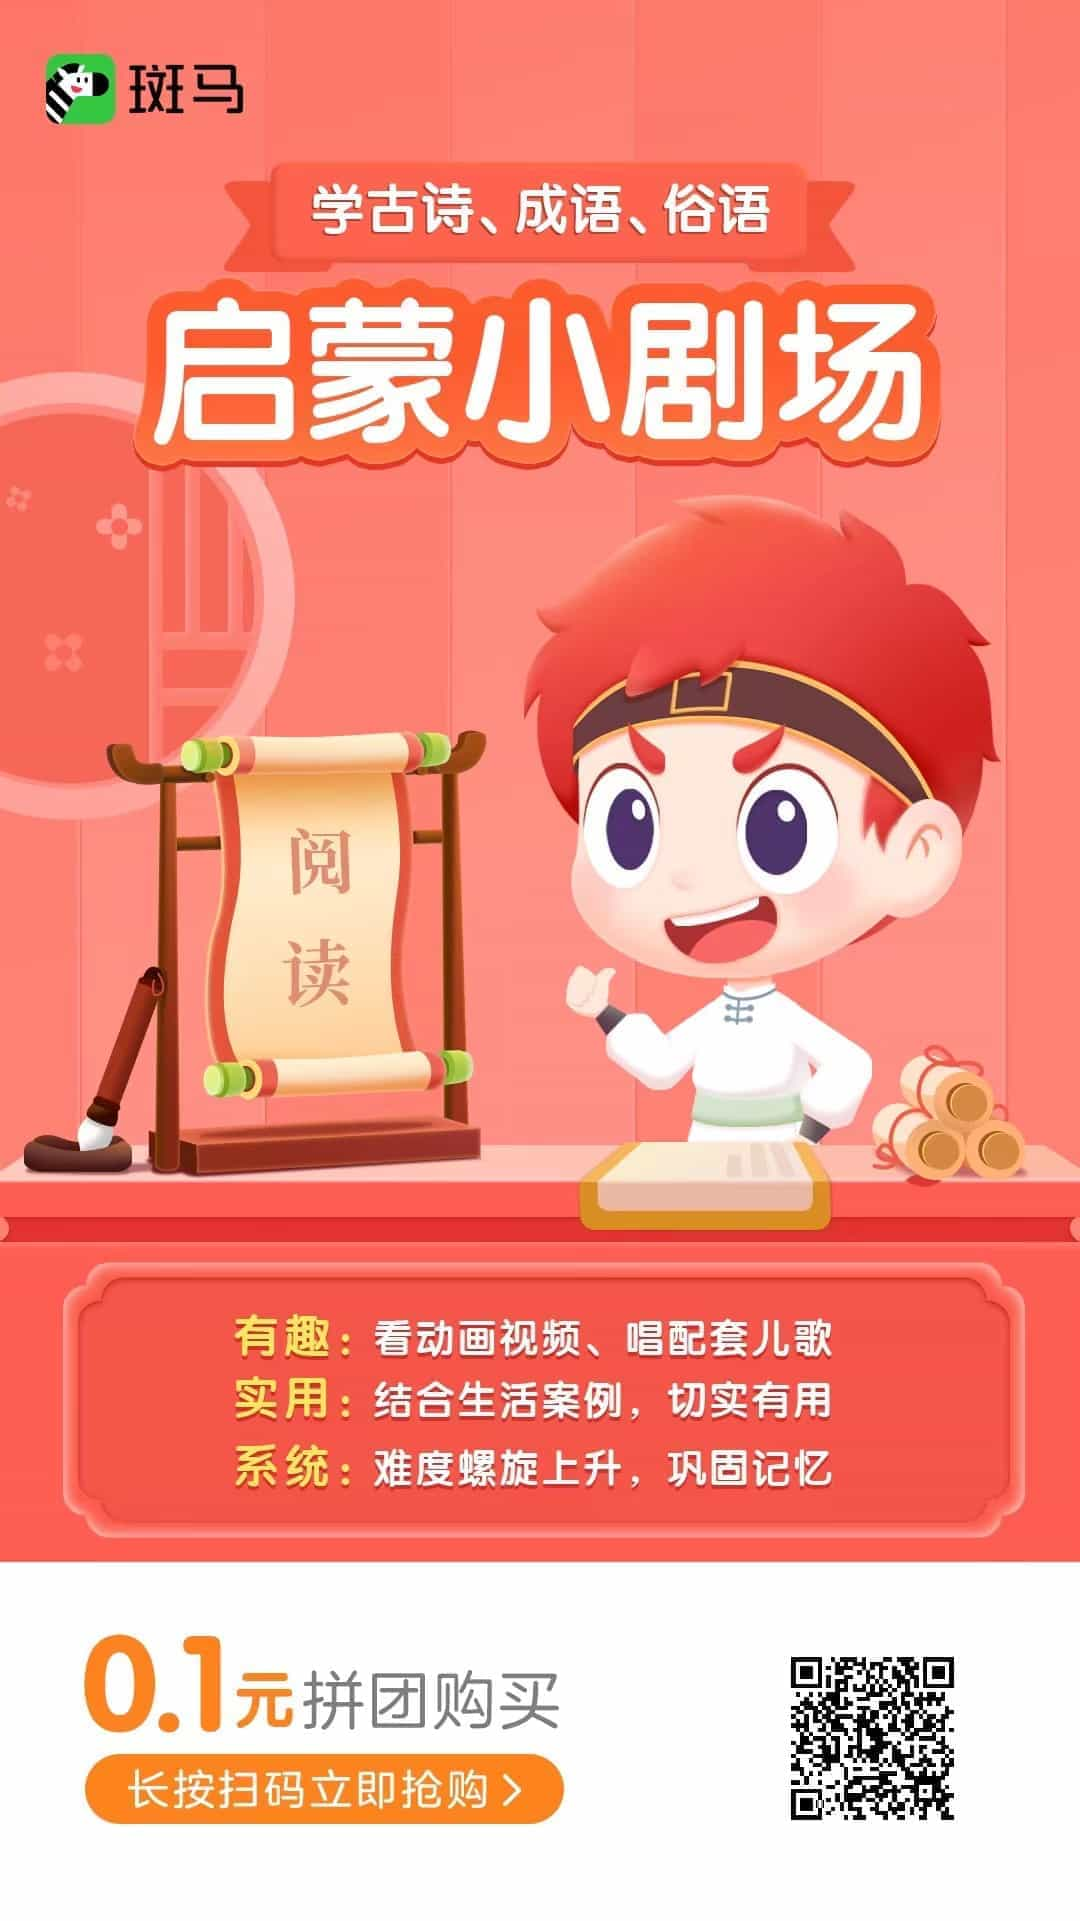 斑马
学古诗、成语、俗语
启蒙小剧场
阅
读
有趣：看动画视频、唱配套儿歌
实用：结合生活案例，切实有用
系统：难度螺旋上升，巩固记忆
0.1元拼团购买
长按扫码立即抢购>